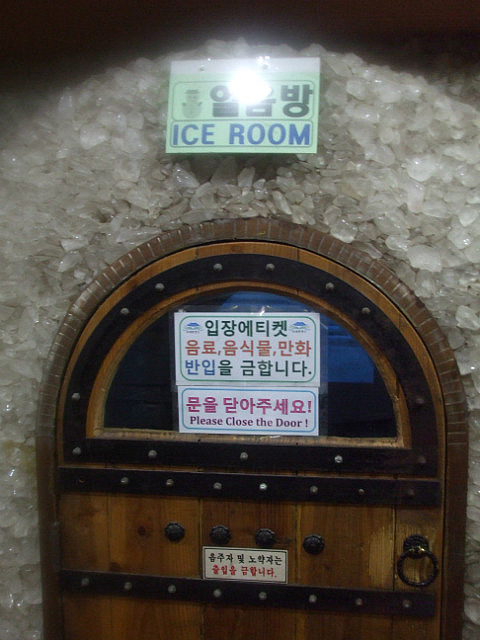 얼음방
ICE ROOM
입장에티켓
음료,음식물,만화
반입을 금합니다.
문을 닫아주세요!
Please Close the Door !
음주자 및 노약자는
출입을 금합니다.